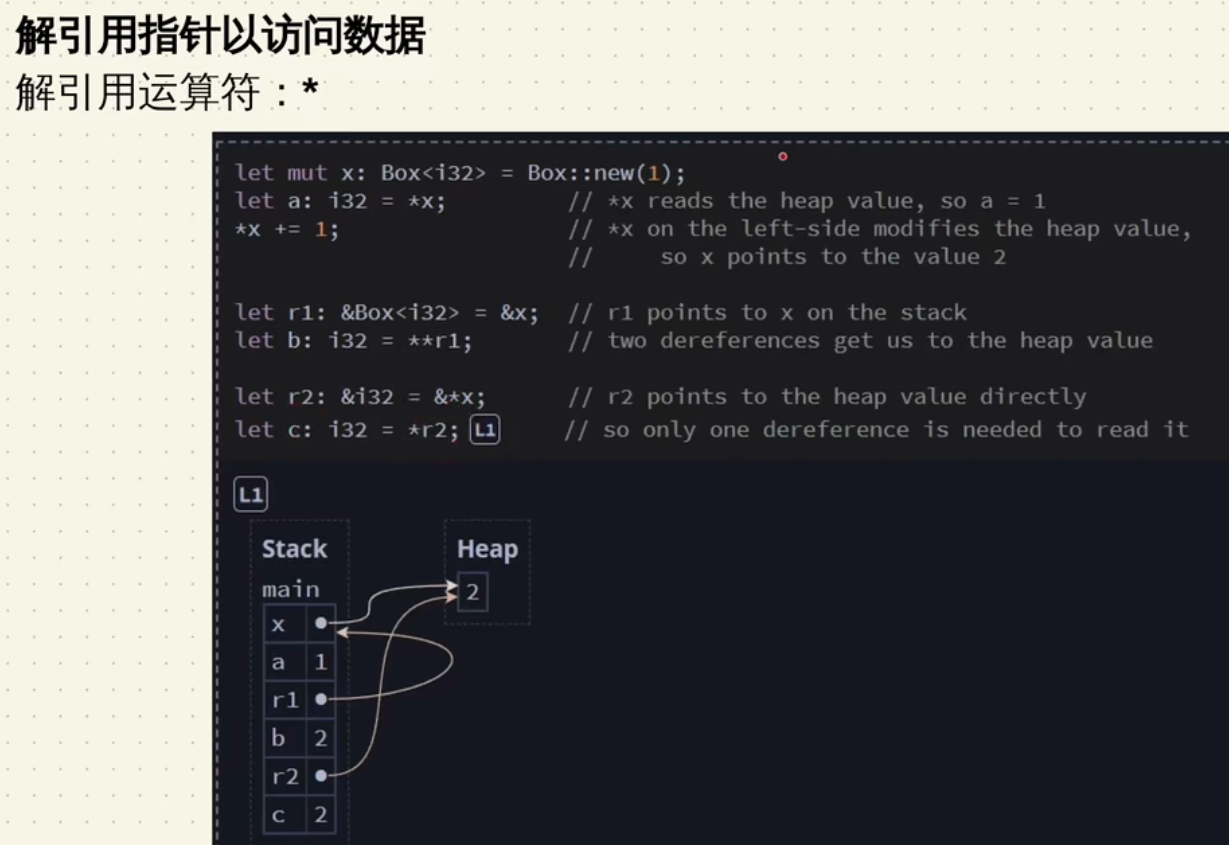 解引用指针以访问数据
解引用运算符：*
let mut x: Box<i32> = Box::new(1);
let a: i32 = *x;          // *x reads the heap value, so a = 1
*x += 1;                  // *x on the left-side modifies the heap value,
                          //     so x points to the value 2
let r1: &Box<i32> = &x;   // r1 points to x on the stack
let b: i32 = **r1;        // two dereferences get us to the heap value
let r2: &i32 = &*x;       // r2 points to the heap value directly
let c: i32 = *r2; L1      // so only one dereference is needed to read it
L1
Stack Heap
main
2
x
a 1
r1
b 2
r2
c 2